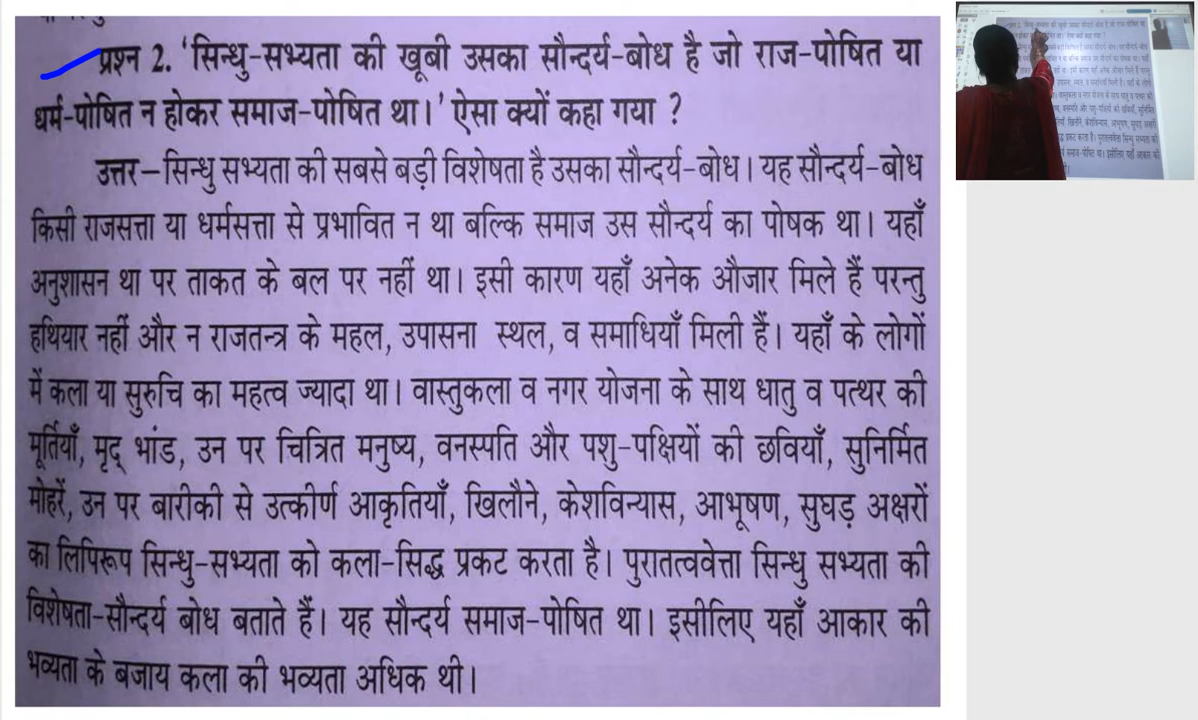 प्रश्न 2. 'सिन्धु-सभ्यता की खूबी उसका सौन्दर्य-बोध है जो राज-पोषित या
धर्म-पोषित न होकर समाज-पोषित था।' ऐसा क्यों कहा गया ?
उत्तर–सिन्धु सभ्यता की सबसे बड़ी विशेषता है उसका सौन्दर्य-बोध। यह सौन्दर्य-बोध
किसी राजसत्ता या धर्मसत्ता से प्रभावित न था बल्कि समाज उस सौन्दर्य का पोषक था। यहाँ
अनुशासन था पर ताकत के बल पर नहीं था। इसी कारण यहाँ अनेक औजार मिले हैं परन्तु
हथियार नहीं और न राजतन्त्र के महल, उपासना स्थल, व समाधियाँ मिली हैं। यहाँ के लोगों
में कला या सुरुचि का महत्व ज्यादा था। वास्तुकला व नगर योजना के साथ धातु व पत्थर की
मूर्तियाँ, मृद् भांड, उन पर चित्रित मनुष्य, वनस्पति और पशु-पक्षियों की छवियाँ, सुनिर्मित
मोहरें, उन पर बारीकी से उत्कीर्ण आकृतियाँ, खिलौने, केशविन्यास, आभूषण, सुघड़ अक्षरों
का लिपिरूप सिन्धु-सभ्यता को कला-सिद्ध प्रकट करता है। पुरातत्ववेत्ता सिन्धु सभ्यता की
विशेषता-सौन्दर्य बोध बताते हैं। यह सौन्दर्य समाज-पोषित था। इसीलिए यहाँ आकार की
भव्यता के बजाय कला की भव्यता अधिक थी।